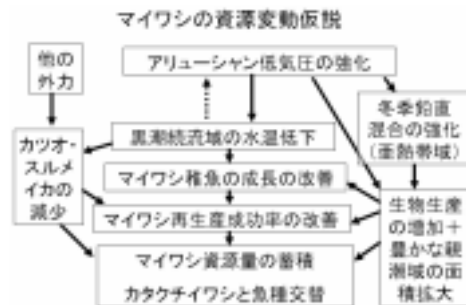 マイワシの資源変動仮説
他の
外力
アリューシャン低気圧の強化
冬季鉛直
混合の強化
(亜熱帯域)
黒潮続流域の水温低下
カツオ・
スルメ
イカの
減少
マイワシ稚魚の成長の改善
マイワシ再生産成功率の改善
生物生産
の増加＋
豊かな親
潮域の面
積拡大
マイワシ資源量の蓄積
カタクチイワシと魚種交替